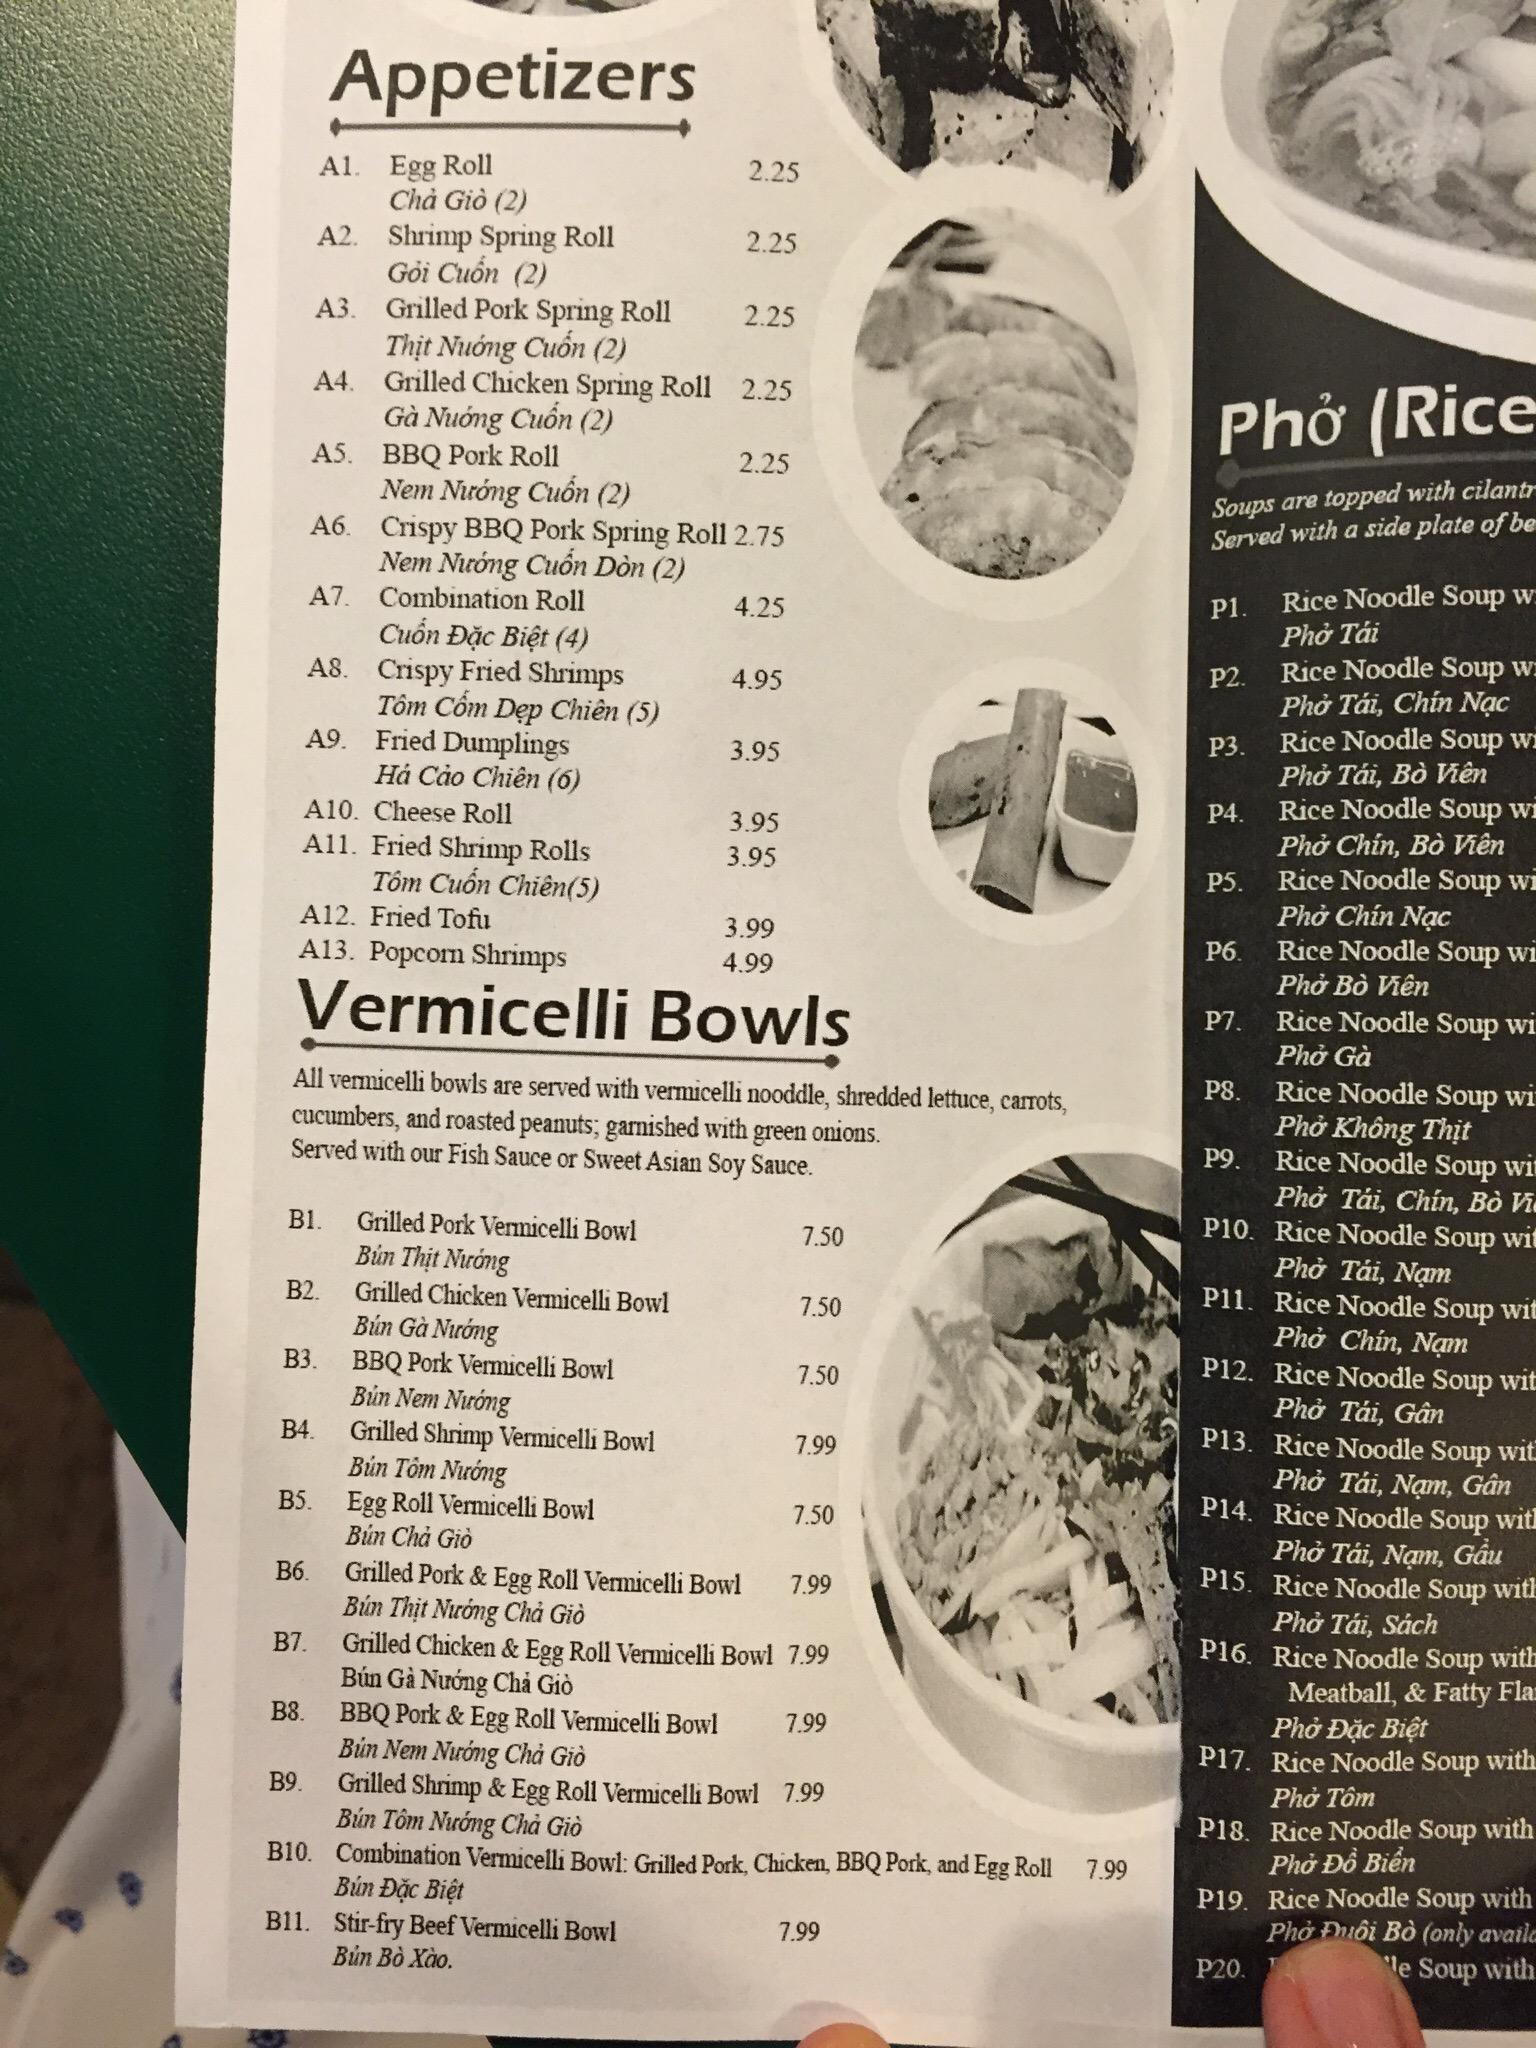 Appetizers
A1. Egg Roll 2.25
Chả Giò (2)
A2. Shrimp Spring Roll 2.25
Gỏi Cuốn (2)
A3. Grilled Pork Spring Roll 2.25
Thịt Nướng Cuốn (2)
A4. Grilled Chicken Spring Roll 2.25
Gà Nướng Cuốn (2)
A5. BBQ Pork Roll 2.25
Nem Nướng Cuốn (2)
A6. Crispy BBQ Pork Spring Roll 2.75
Nem Nướng Cuốn Dòn (2)
A7. Combination Roll 4.25
Cuốn Đặc Biệt (4)
A8. Crispy Fried Shrimps 4.95
Tôm Cốm Dẹp Chiên (5)
A9. Fried Dumplings 3.95
Há Cảo Chiên (6)
A10. Cheese Roll 3.95
A11. Fried Shrimp Rolls 3.95
Tôm Cuốn Chiên(5)
A12. Fried Tofu 3.99
A13. Popcorn Shrimps 4.99
Vermicelli Bowls
All vermicelli bowls are served with vermicelli nooddle, shredded lettuce, carrots,
cucumbers, and roasted peanuts; garnished with green onions.
Served with our Fish Sauce or Sweet Asian Soy Sauce.
B1. Grilled Pork Vermicelli Bowl 7.50
Bún Thịt Nướng
B2. Grilled Chicken Vermicelli Bowl 7.50
Bún Gà Nướng
B3. BBQ Pork Vermicelli Bowl 7.50
Bún Nem Nướng
B4. Grilled Shrimp Vermicelli Bowl 7.99
Bún Tôm Nướng
B5. Egg Roll Vermicelli Bowl 7.50
Bún Chả Giò
B6. Grilled Pork & Egg Roll Vermicelli Bowl 7.99
Bún Thịt Nướng Chả Giò
B7. Grilled Chicken & Egg Roll Vermicelli Bowl 7.99
Bún Gà Nướng Chả Giò
B8. BBQ Pork & Egg Roll Vermicelli Bowl 7.99
Bún Nem Nướng Chả Giò
B9. Grilled Shrimp & Egg Roll Vermicelli Bowl 7.99
Bún Tôm Nướng Chả Giò
B10. Combination Vermicelli Bowl: Grilled Pork, Chicken, BBQ Pork, and Egg Roll 7.99
Bún Đặc Biệt
B11. Stir-fry Beef Vermicelli Bowl 7.99
Bún Bò Xào.
Phở (Rice
Soups are topped with
Served with a side plate of
P1. Rice Noodle Soup
Phở Tái
P2. Rice Noodle Soup
Phở Tái, Chín Nạc
P3. Rice Noodle Soup
Phở Tái, Bò Viên
P4. Rice Noodle Soup
Phở Chín, Bò Viên
P5. Rice Noodle Soup
Phở Chín Nạc
P6. Rice Noodle Soup
Phở Bò Viên
P7. Rice Noodle Soup
Phở Gà
P8. Rice Noodle Soup
Phở Không Thịt
P9. Rice Noodle Soup
Phở Tái, Chín, Bò
P10. Rice Noodle Soup
Phở Tái, Nạm
P11. Rice Noodle Soup
Phở Chín, Nạm
P12. Rice Noodle Soup
Phở Tái, Gân
P13. Rice Noodle Soup
Phở Tái, Nạm, Gân
P14. Rice Noodle Soup
Phở Tái, Nạm, Gầu
P15. Rice Noodle Soup
Phở Tái, Sách
P16. Rice Noodle Soup with
Meatball, & Fatty
Phở Đặc Biệt
P17. Rice Noodle Soup with
Phở Tôm
P18. Rice Noodle Soup with
Phở Đồ Biển
P19. Rice Noodle Soup with
Phở Đuôi Bò (only
P20. Soup with